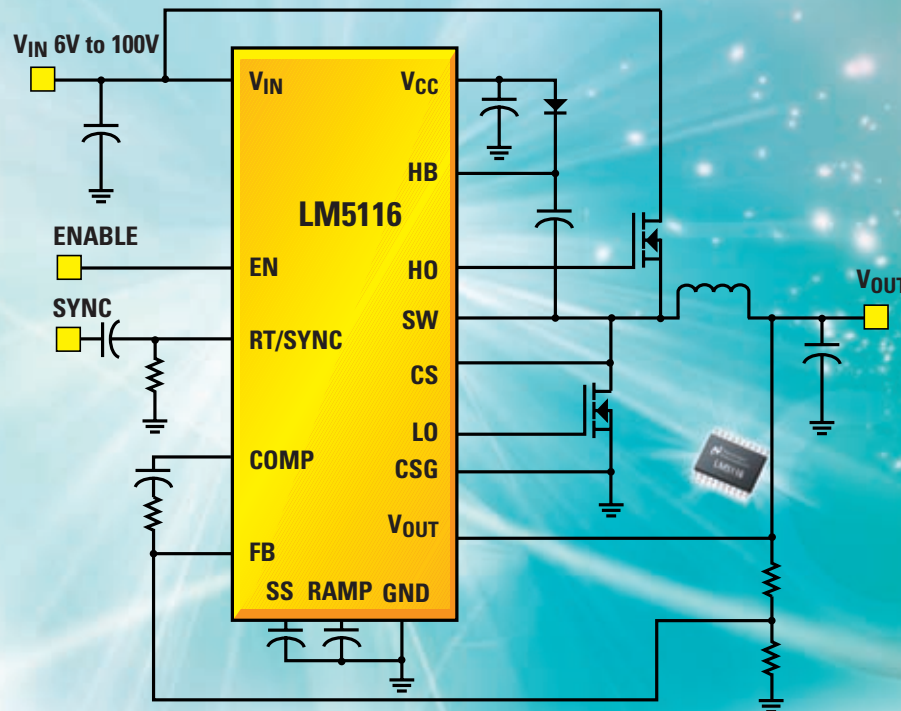 VIN 6V to 100V
VIN
VCC
HB
LM5116
ENABLE
EN
HO
SYNC
RT/SYNC
SW
VOUT
CS
LO
COMP
CSG
LM5116
VOUT
FB
SS RAMP GND